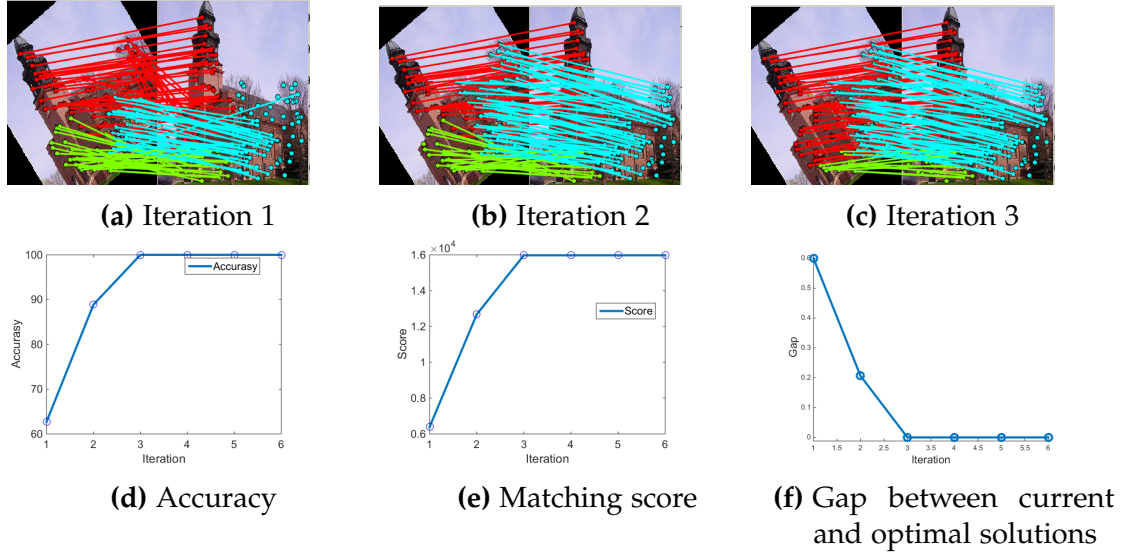 (a) Iteration 1
(b) Iteration 2
(c) Iteration 3
100
90
80
70
60
Accurasy
Accurasy
1 2 3 4 5 6
Iteration
(d) Accuracy
×10⁴
1.6
1.4
1.2
0.1
0.8
0.6
Score
Score
1 2 3 4 5 6
Iteration
(e) Matching score
0.6
0.5
0.4
0.3
0.2
0.1
0
Gap
1 1.5 2 2.5 3 3.5 4 4.5 5 5.5 6
Iteration
(f) Gap between current
and optimal solutions